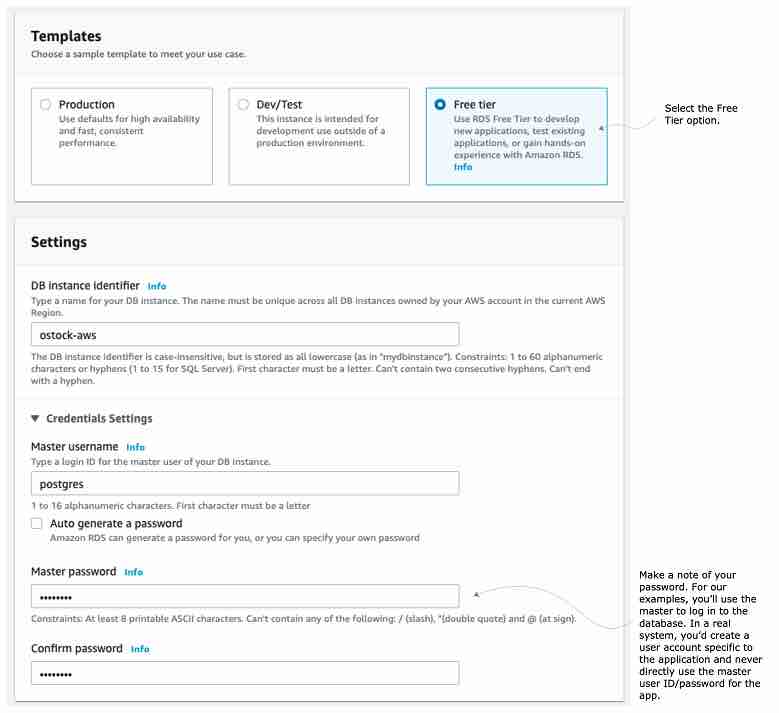 Templates
Choose a sample template to meet your use case.
Production
Use defaults for high availability
and fast, consistent
performance.
Dev/Test
This instance is intended for
development use outside of a
production environment.
Free tier
Use RDS Free Tier to develop
new applications, test existing
applications, or gain hands-on
experience with Amazon RDS.
Info
Select the Free
Tier option.
Settings
DB instance identifier Info
Type a name for your DB instance. The name must be unique across all DB instances owned by your AWS account in the current AWS
Region.
ostock-aws
The DB instance identifier is case-insensitive, but is stored as all lowercase (as in "mydbinstance"). Constraints: 1 to 60 alphanumeric
characters or hyphens (1 to 15 for SQL Server). First character must be a letter. Can't contain two consecutive hyphens. Can't end
with a hyphen.
Credentials Settings
Master username Info
Type a login ID for the master user of your DB instance.
postgres
1 to 16 alphanumeric characters. First character must be a letter
Auto generate a password
Amazon RDS can generate a password for you, or you can specify your own password
Master password Info
••••••••
Constraints: At least 8 printable ASCII characters. Can't contain any of the following: / (slash), "(double quote) and @ (at sign).
Confirm password Info
••••••••
Make a note of your
password. For our
examples, you'll use the
master to log in to the
database. In a real
system, you'd create a
user account specific to
the application and never
directly use the master
user ID/password for the
app.